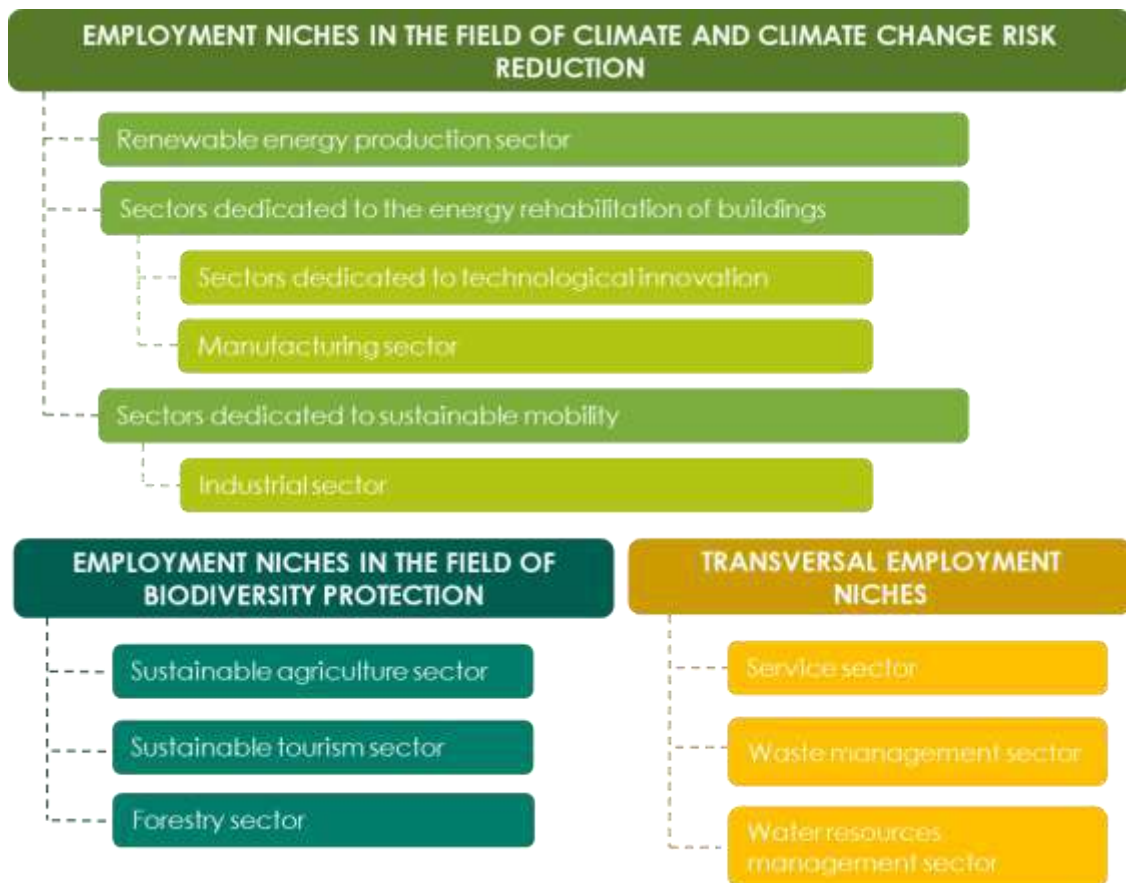 EMPLOYMENT NICHES IN THE FIELD OF CLIMATE AND CLIMATE CHANGE RISK
REDUCTION
Renewable energy production sector
Sectors dedicated to the energy rehabilitation of buildings
Sectors dedicated to technological innovation
Manufacturing sector
Sectors dedicated to sustainable mobility
Industrial sector
EMPLOYMENT NICHES IN THE FIELD OF
BIODIVERSITY PROTECTION
Sustainable agriculture sector
Sustainable tourism sector
Forestry sector
TRANSVERSAL EMPLOYMENT
NICHES
Service sector
Waste management sector
Water resources
management sector